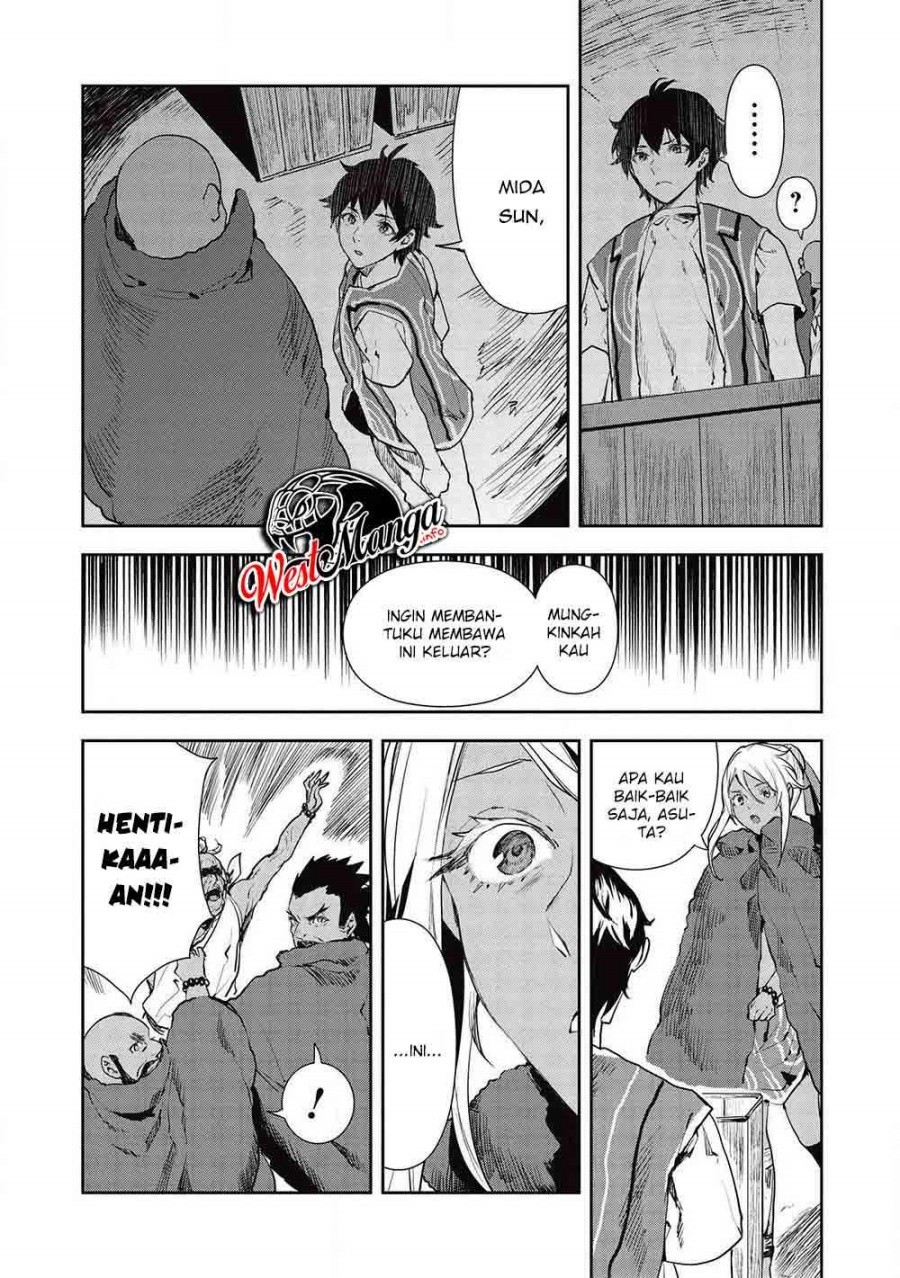 ......
?
MIDA
SUN,
MUNG-
KINKAH
KAU
INGIN MEMBAN-
TUKU MEMBAWA
INI KELUAR?
WestManga
.info
APA KAU
BAIK-BAIK
SAJA, ASU-
TA?
...INI...
HENTI-
KAAA-
AN!!!
!